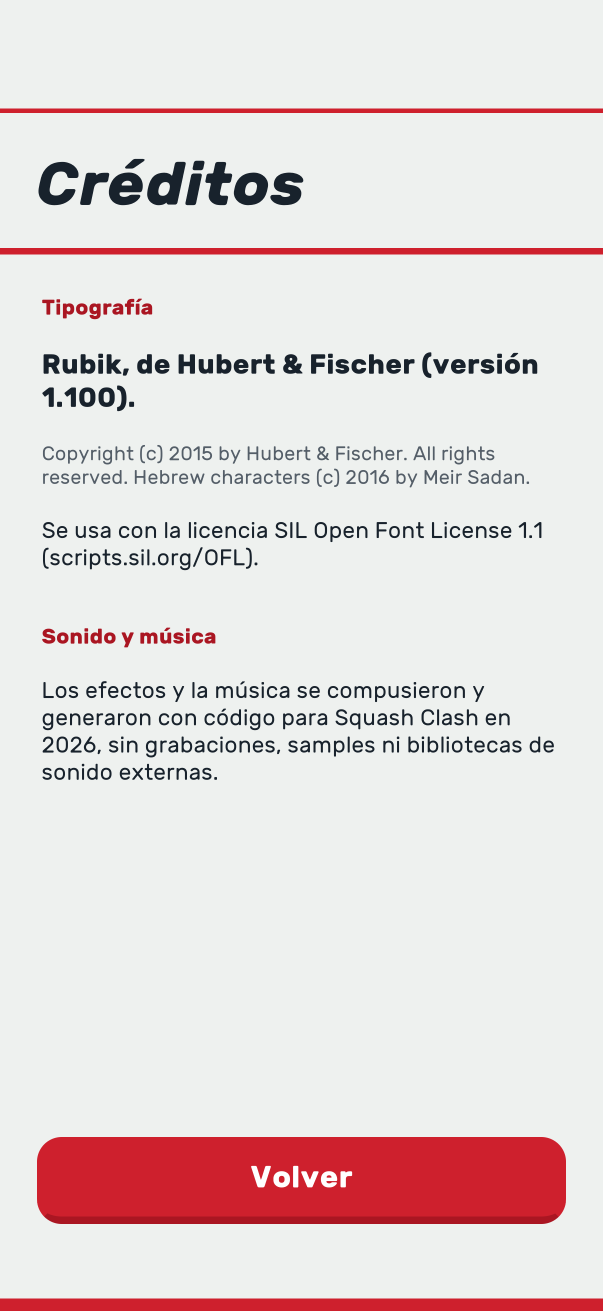 Créditos
Tipografía
Rubik, de Hubert & Fischer (versión
1.100).
Copyright (c) 2015 by Hubert & Fischer. All rights
reserved. Hebrew characters (c) 2016 by Meir Sadan.
Se usa con la licencia SIL Open Font License 1.1
(scripts.sil.org/OFL).
Sonido y música
Los efectos y la música se compusieron y
generaron con código para Squash Clash en
2026, sin grabaciones, samples ni bibliotecas de
sonido externas.
Volver